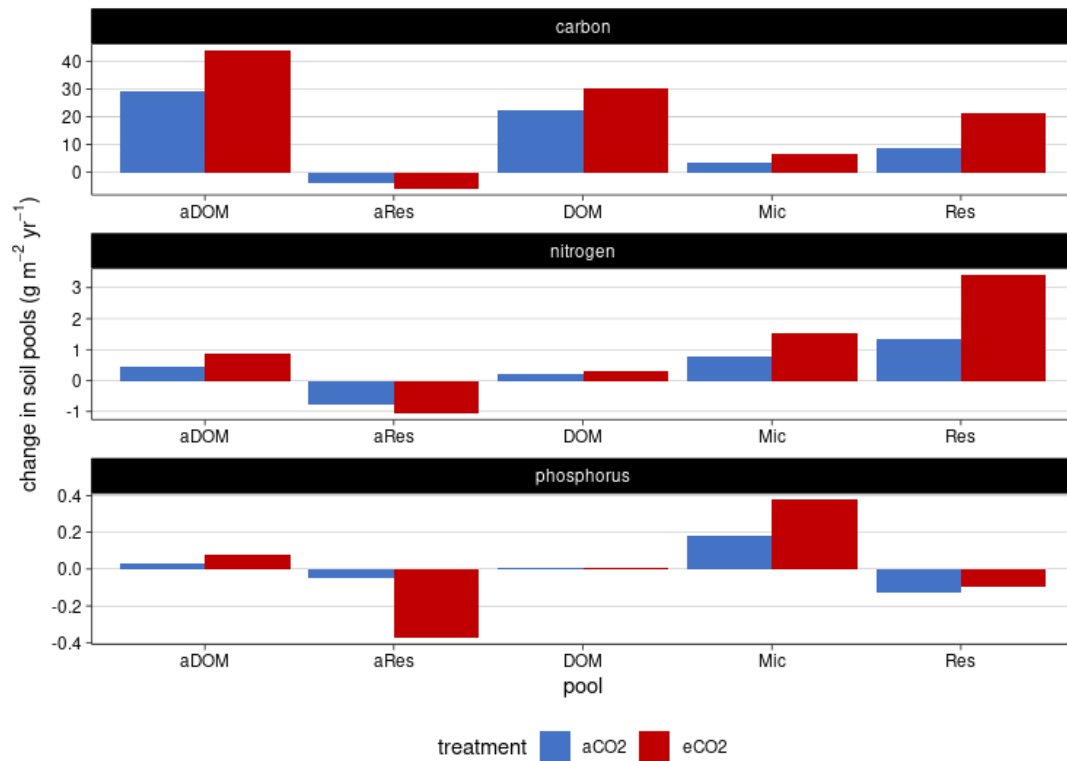 carbon
40
30
20
10
0
aDOM aRes DOM Mic Res
nitrogen
3
2
1
0
-1
aDOM aRes DOM Mic Res
phosphorus
0.4
0.2
0.0
-0.2
-0.4
aDOM aRes DOM Mic Res
change in soil pools (g m⁻² yr⁻¹)
pool
treatment aCO2 eCO2